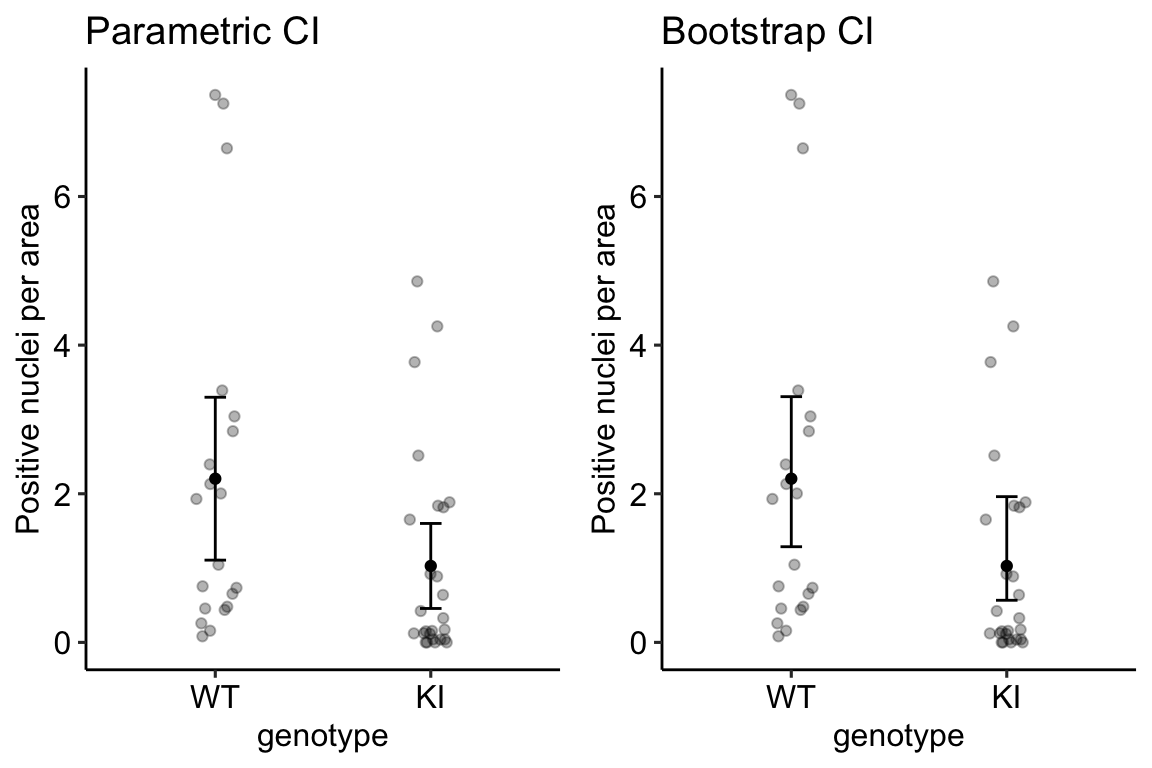 Parametric CI
Positive nuclei per area
6
4
2
0
WT KI
genotype
Bootstrap CI
Positive nuclei per area
6
4
2
0
WT KI
genotype